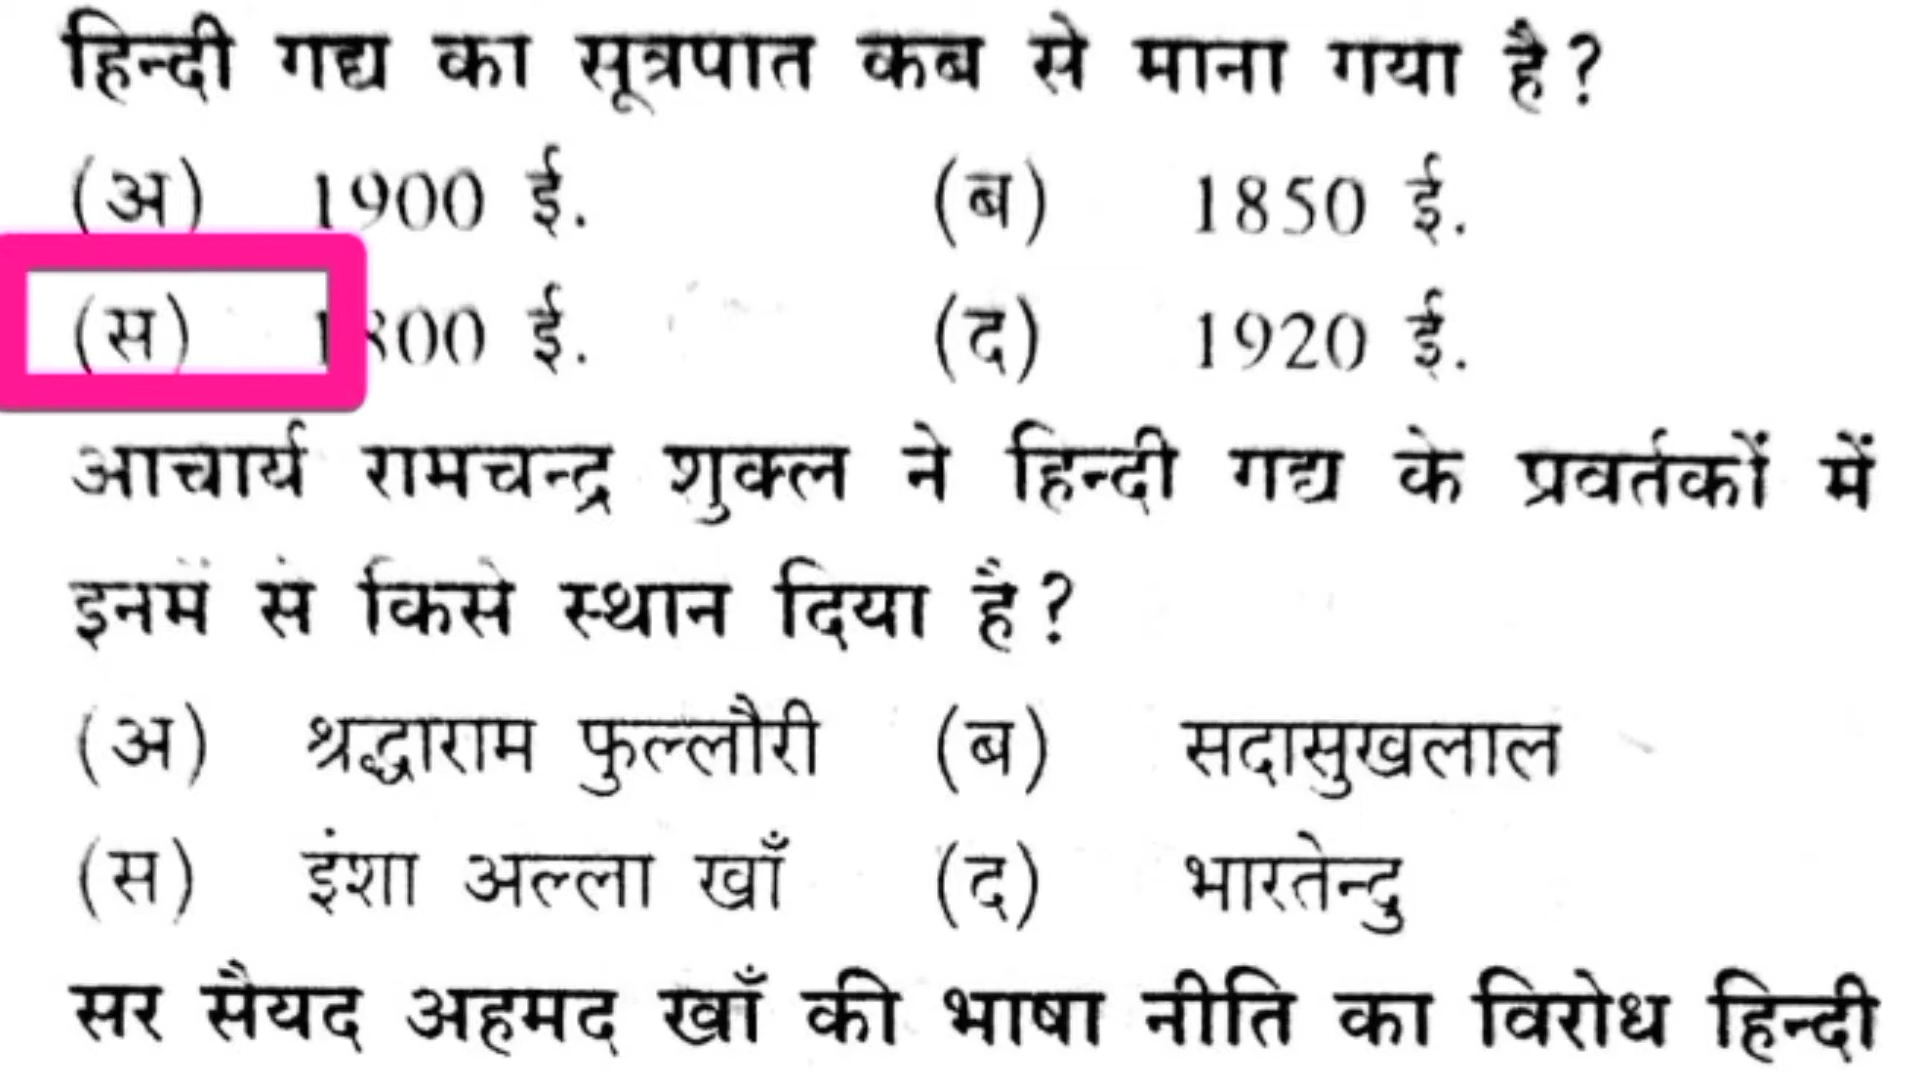 हिन्दी गद्य का सूत्रपात कब से माना गया है?
(अ) 1900 ई. (ब) 1850 ई.
(स) 1800 ई. (द) 1920 ई.
आचार्य रामचन्द्र शुक्ल ने हिन्दी गद्य के प्रवर्तकों में
इनमें से किसे स्थान दिया है?
(अ) श्रद्धाराम फुल्लौरी (ब) सदासुखलाल
(स) इंशा अल्ला खाँ (द) भारतेन्दु
सर सैयद अहमद खाँ की भाषा नीति का विरोध हिन्दी